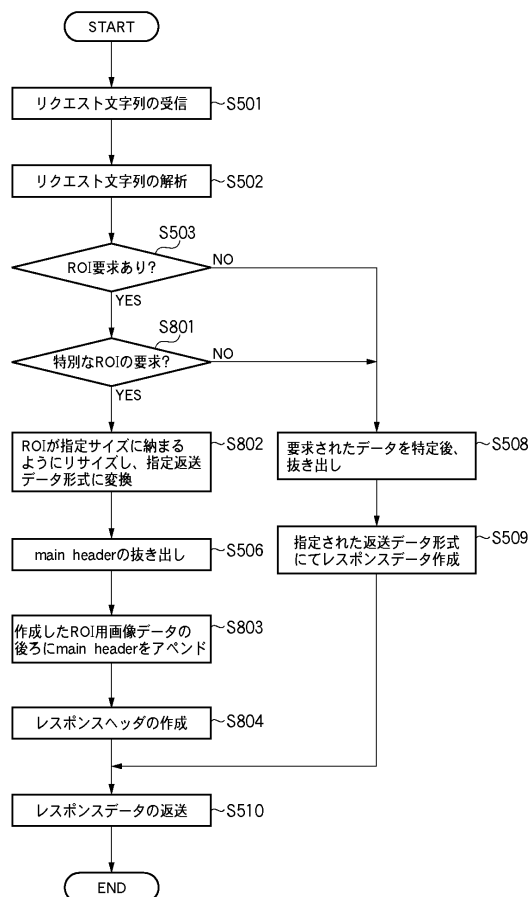 START
リクエスト文字列の受信
S501
リクエスト文字列の解析
S502
S503
ROI要求あり?
NO
YES
S801
特別なROIの要求?
NO
YES
ROIが指定サイズに納まる
ようにリサイズし、指定返送
データ形式に変換
S802
要求されたデータを特定後、
抜き出し
S508
main headerの抜き出し
S506
指定された返送データ形式
にてレスポンスデータ作成
S509
作成したROI用画像データの
後ろにmain headerをアペンド
S803
レスポンスヘッダの作成
S804
レスポンスデータの返送
S510
END